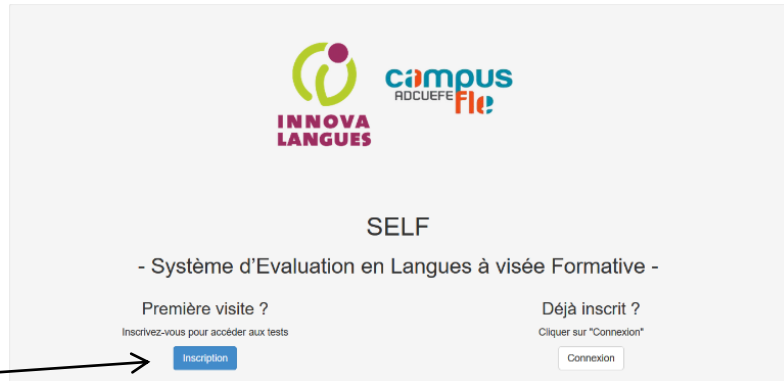 INNOVA
LANGUES
campus
ADCUEFE
fle
SELF
- Système d'Evaluation en Langues à visée Formative -
Première visite ?
Inscrivez-vous pour accéder aux tests
Inscription
Déjà inscrit ?
Cliquer sur "Connexion"
Connexion